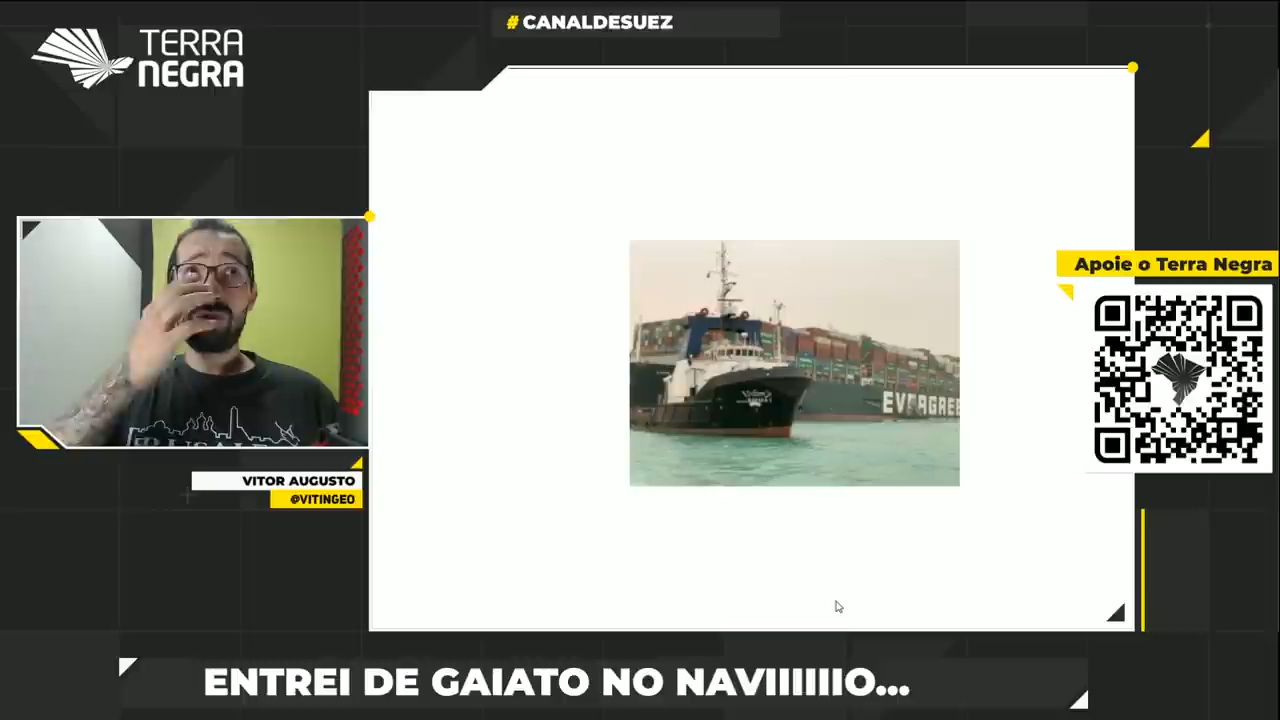 #CANALDESUEZ
TERRA
NEGRA
EVERGREE
Apoie o Terra Negra
VITOR AUGUSTO
@VITINGEO
ENTREI DE GAIATO NO NAVIIIIIIO...